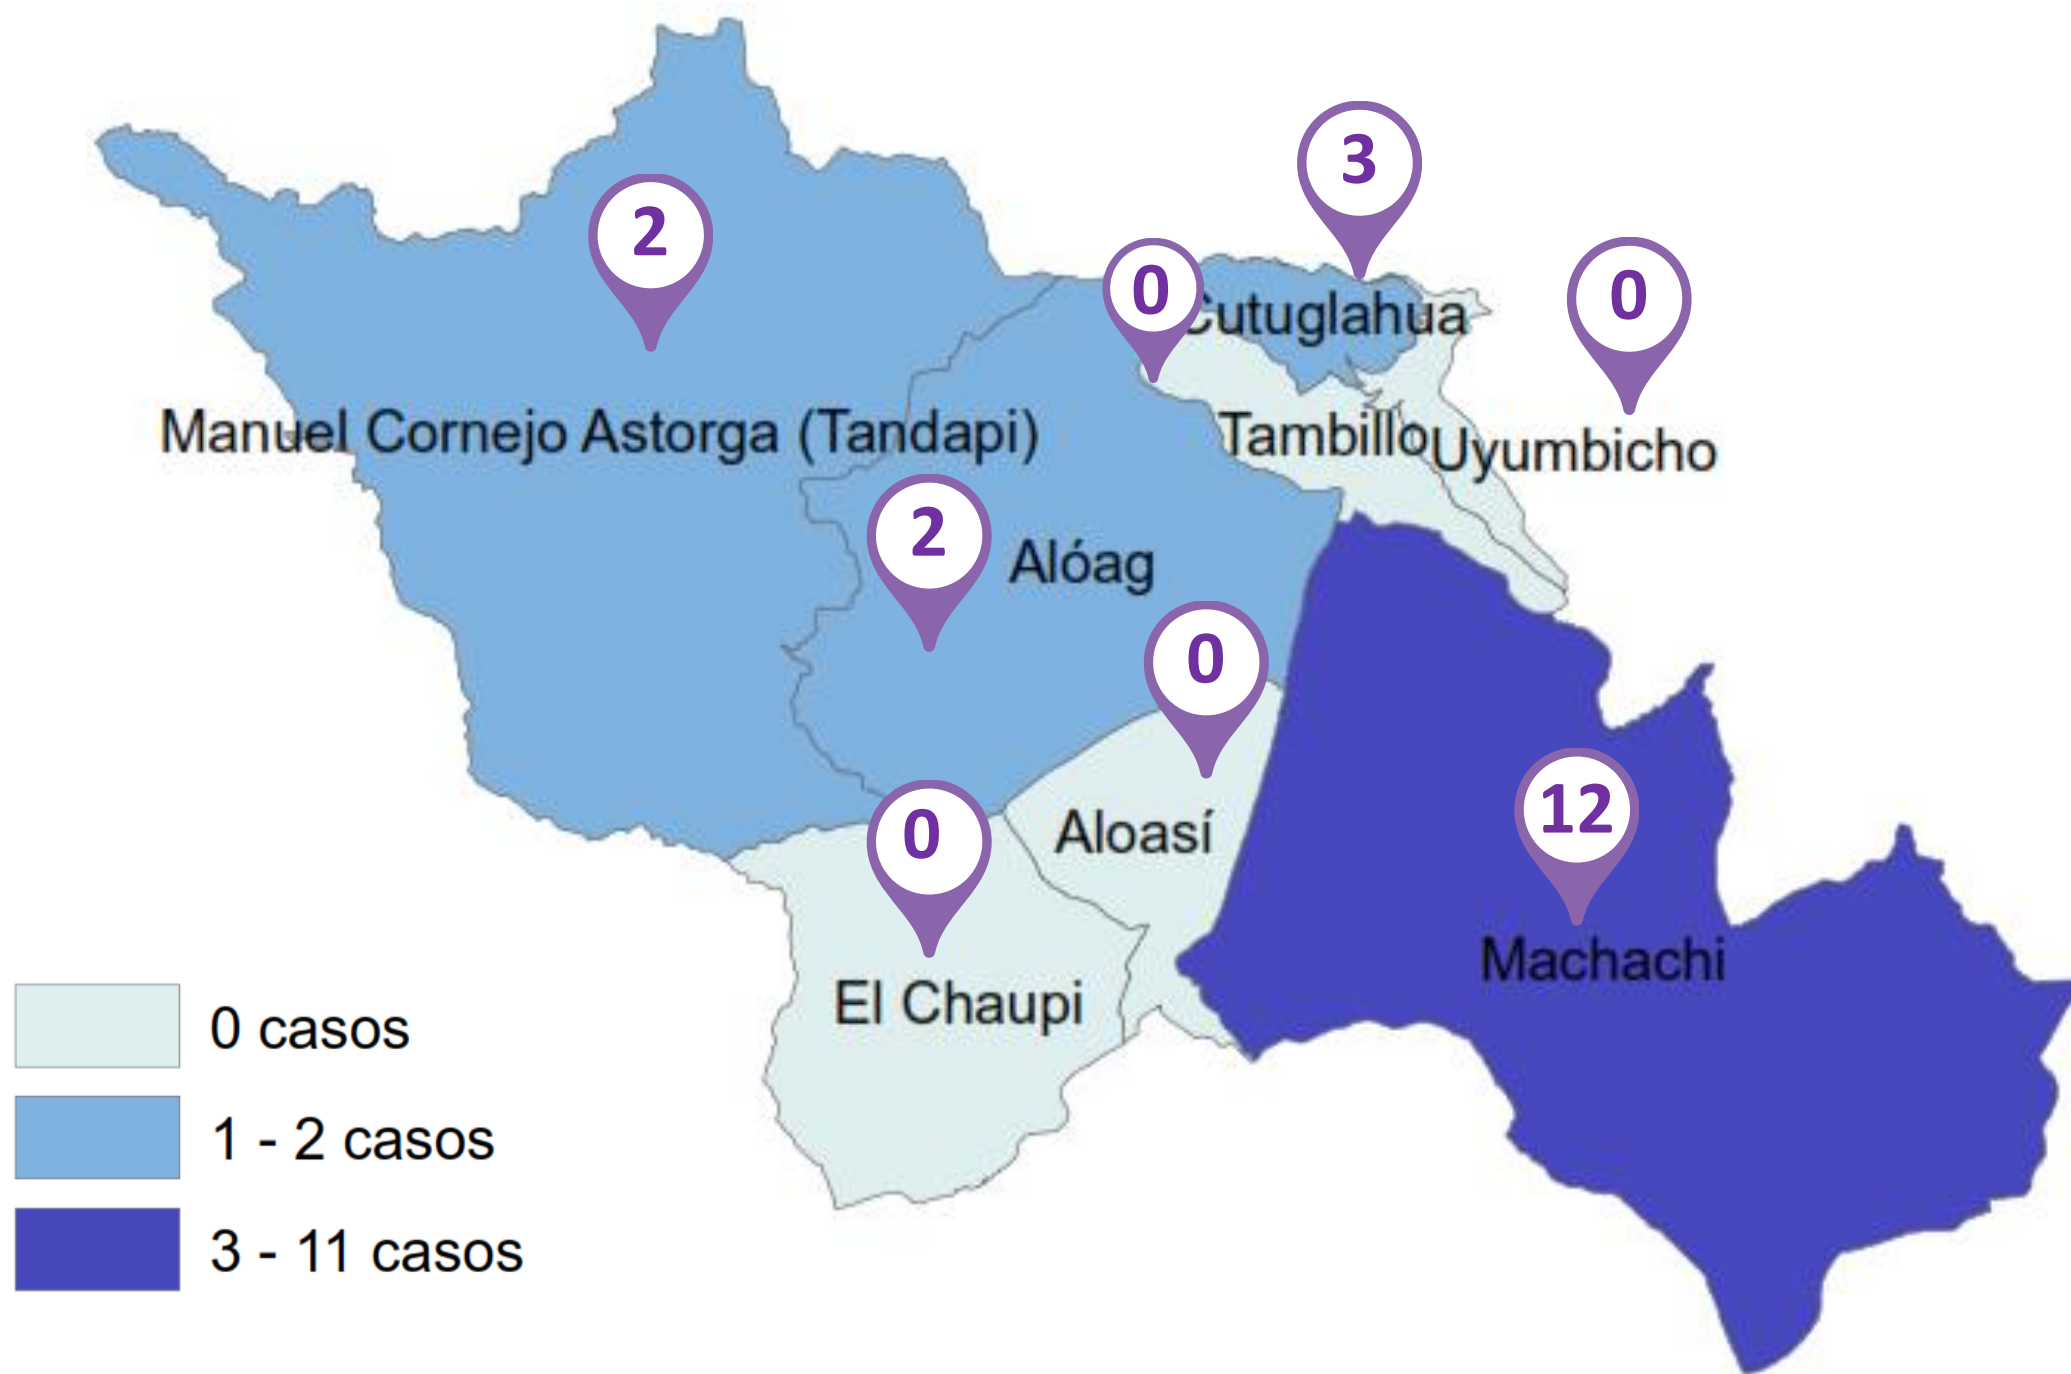 3
2
0
0
Cutuglahua
Manuel Cornejo Astorga (Tandapi)
Tambillo
Uyumbicho
2
Alóag
0
12
0
Aloasí
Machachi
El Chaupi
0 casos
1 - 2 casos
3 - 11 casos